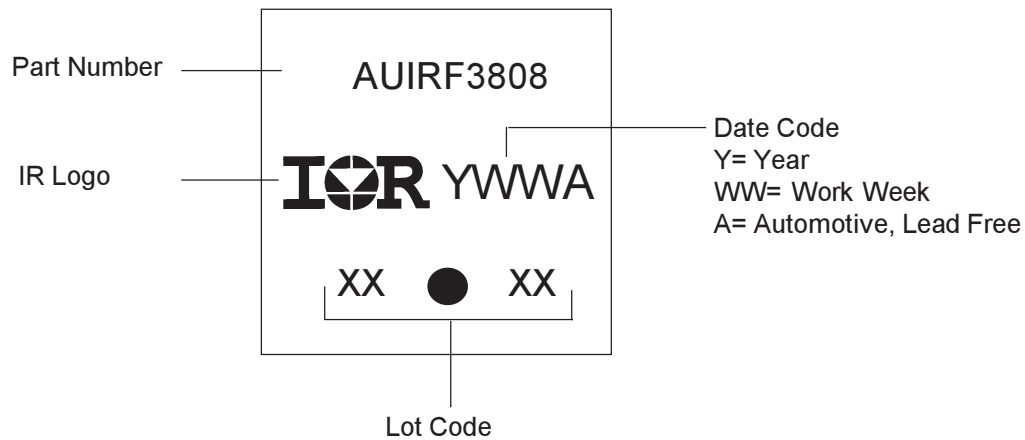 Part Number
AUIRF3808
IR Logo
IOR YWWA
Date Code
Y= Year
WW= Work Week
A= Automotive, Lead Free
XX ● XX
Lot Code